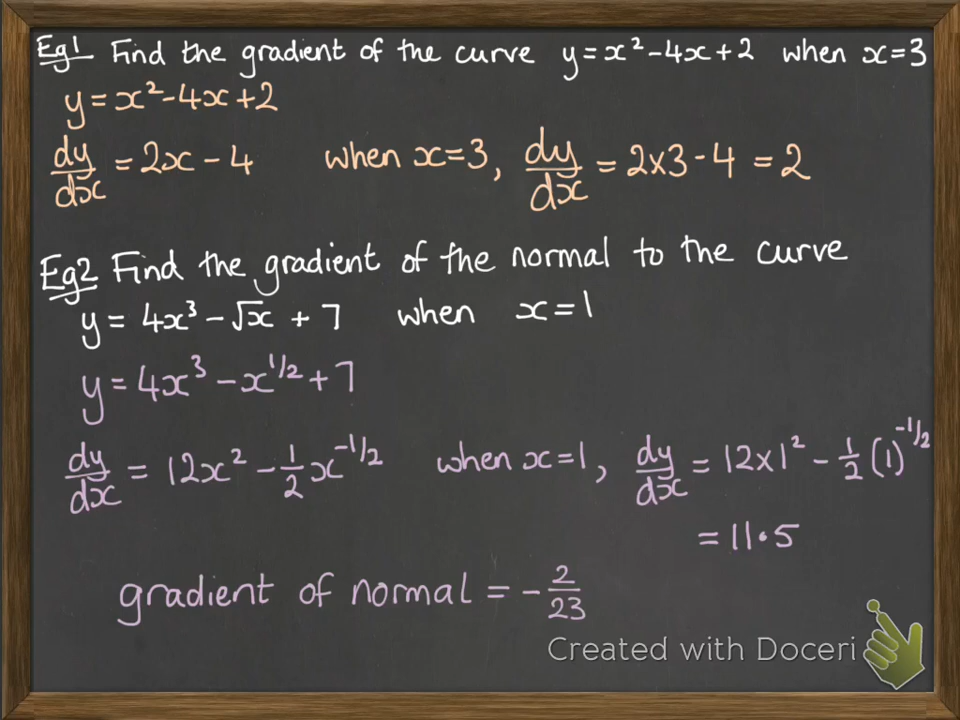 Eg1 Find the gradient of the curve y = x² - 4x + 2 when x = 3
y = x² - 4x + 2
dy/dx = 2x - 4 when x = 3, dy/dx = 2x3 - 4 = 2
Eg2 Find the gradient of the normal to the curve
y = 4x³ - √x + 7 when x = 1
y = 4x³ - x^1/2 + 7
dy/dx = 12x² - 1/2 x^-1/2 when x = 1, dy/dx = 12x1² - 1/2 (1)^-1/2
= 11·5
gradient of normal = - 2/23
Created with Doceri